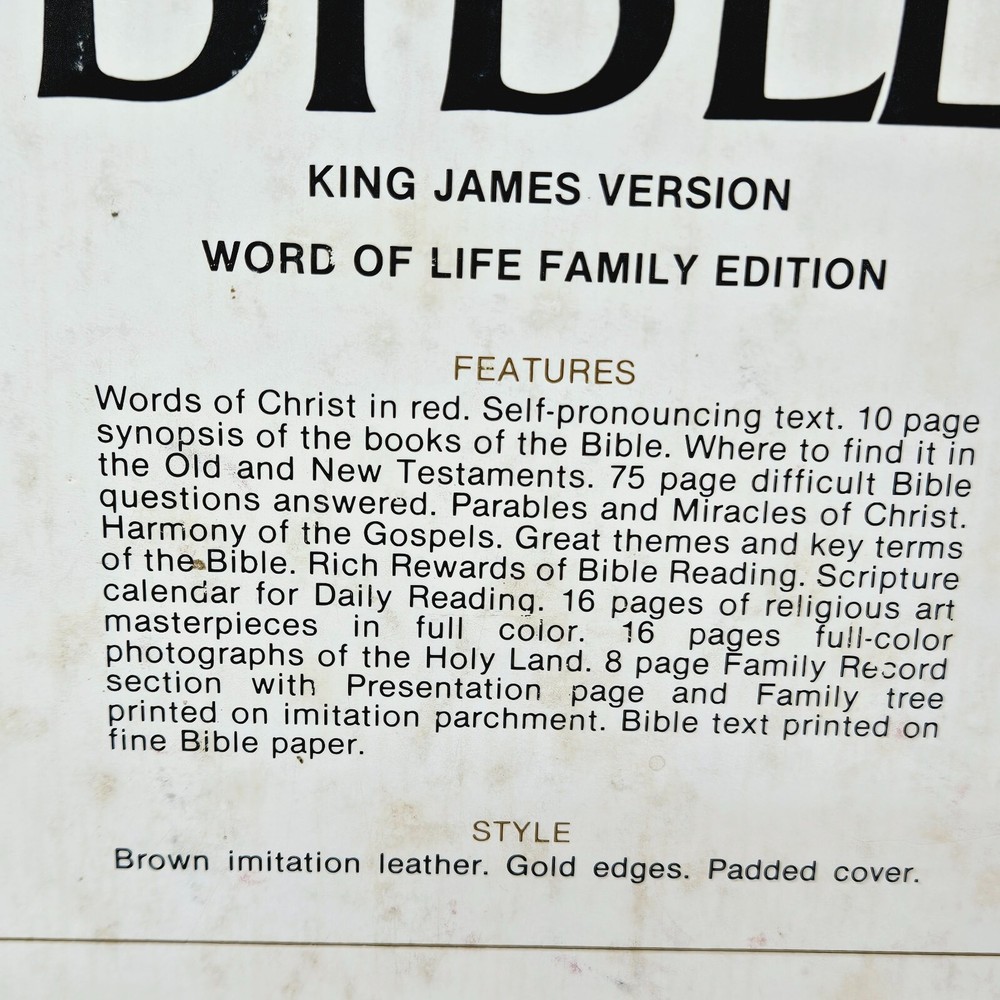 BIBLE
KING JAMES VERSION
WORD OF LIFE FAMILY EDITION
FEATURES
Words of Christ in red. Self-pronouncing text. 10 page
synopsis of the books of the Bible. Where to find it in
the Old and New Testaments. 75 page difficult Bible
questions answered. Parables and Miracles of Christ.
Harmony of the Gospels. Great themes and key terms
of the Bible. Rich Rewards of Bible Reading. Scripture
calendar for Daily Reading. 16 pages of religious art
masterpieces in full color. 16 pages full-color
photographs of the Holy Land. 8 page Family Record
section with Presentation page and Family tree
printed on imitation parchment. Bible text printed on
fine Bible paper.
STYLE
Brown imitation leather. Gold edges. Padded cover.